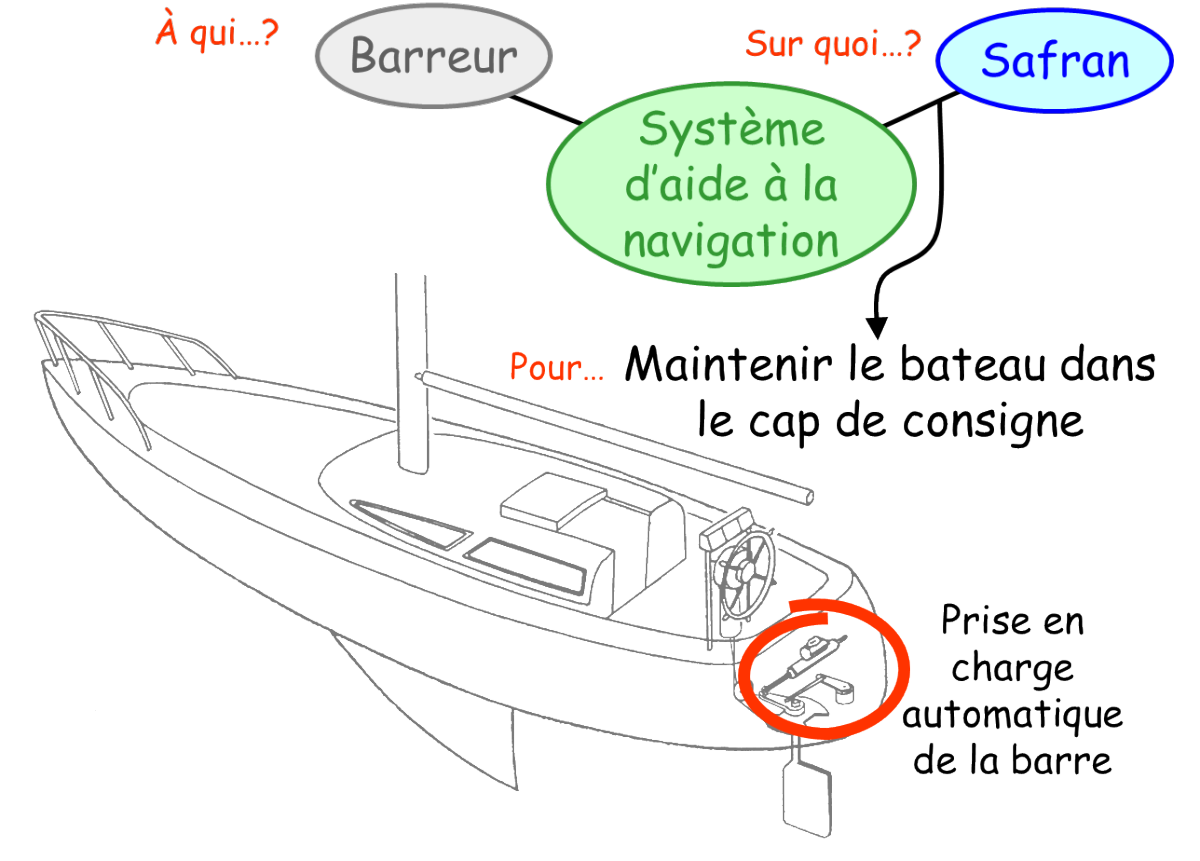 À qui…?
Barreur
Sur quoi…?
Safran
Système
d'aide à la
navigation
Pour… Maintenir le bateau dans
le cap de consigne
Prise en
charge
automatique
de la barre